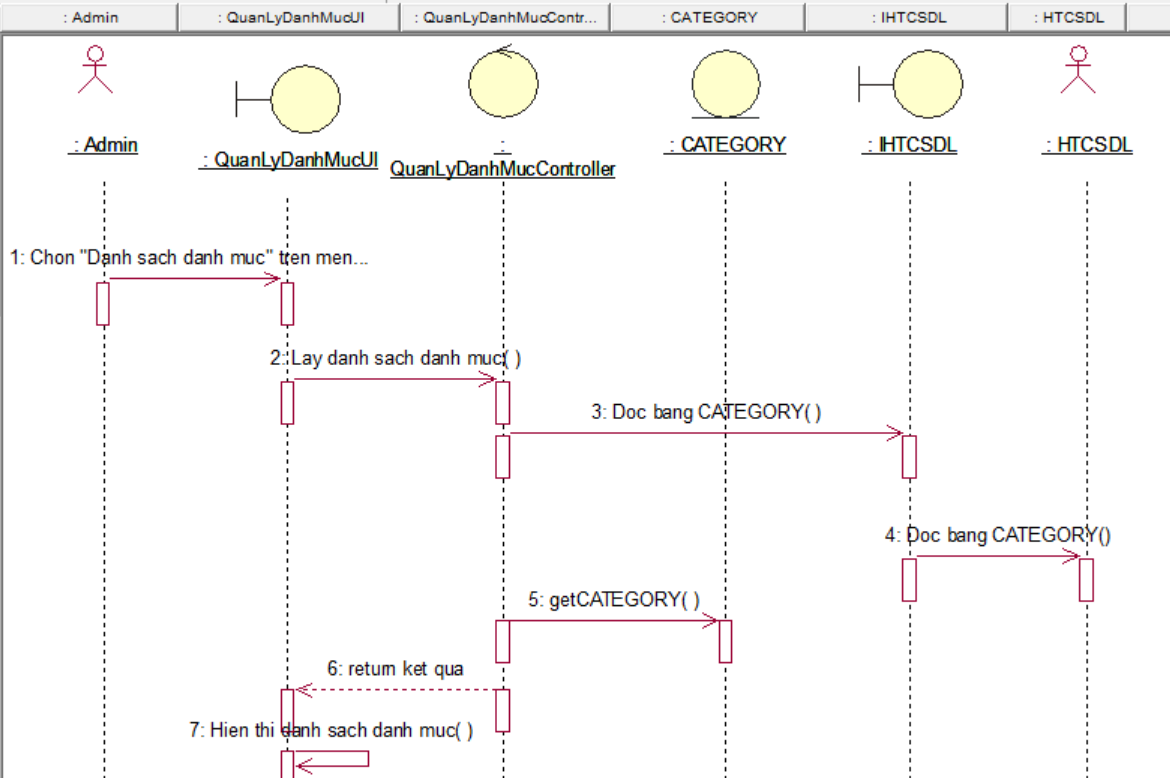 : Admin
: QuanLyDanhMucUI
: QuanLyDanhMucContr...
: CATEGORY
: IHTCSDL
: HTCSDL
: Admin
: QuanLyDanhMucUI
:
QuanLyDanhMucController
: CATEGORY
: IHTCSDL
: HTCSDL
1: Chon "Danh sach danh muc" tren men...
2: Lay danh sach danh muc( )
3: Doc bang CATEGORY( )
4: Doc bang CATEGORY()
5: getCATEGORY( )
6: return ket qua
7: Hien thi danh sach danh muc( )